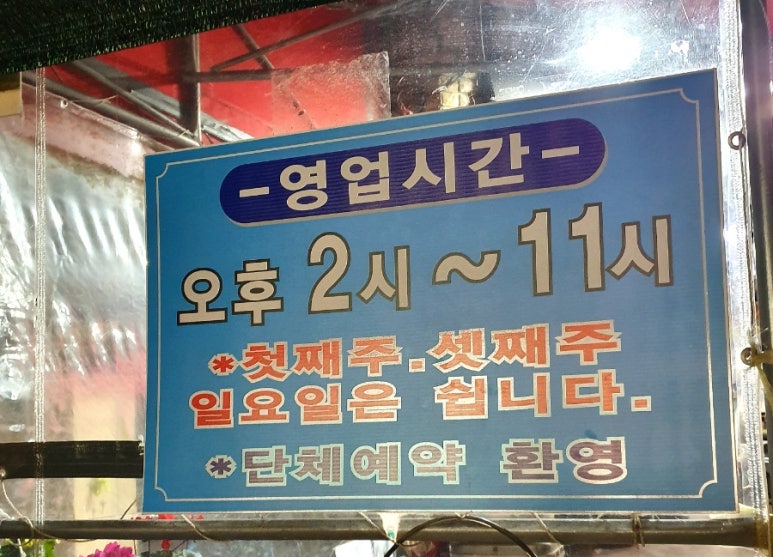 -영업시간-
오후 2시~11시
*첫째주.셋째주
일요일은 쉽니다.
*단체예약 환영